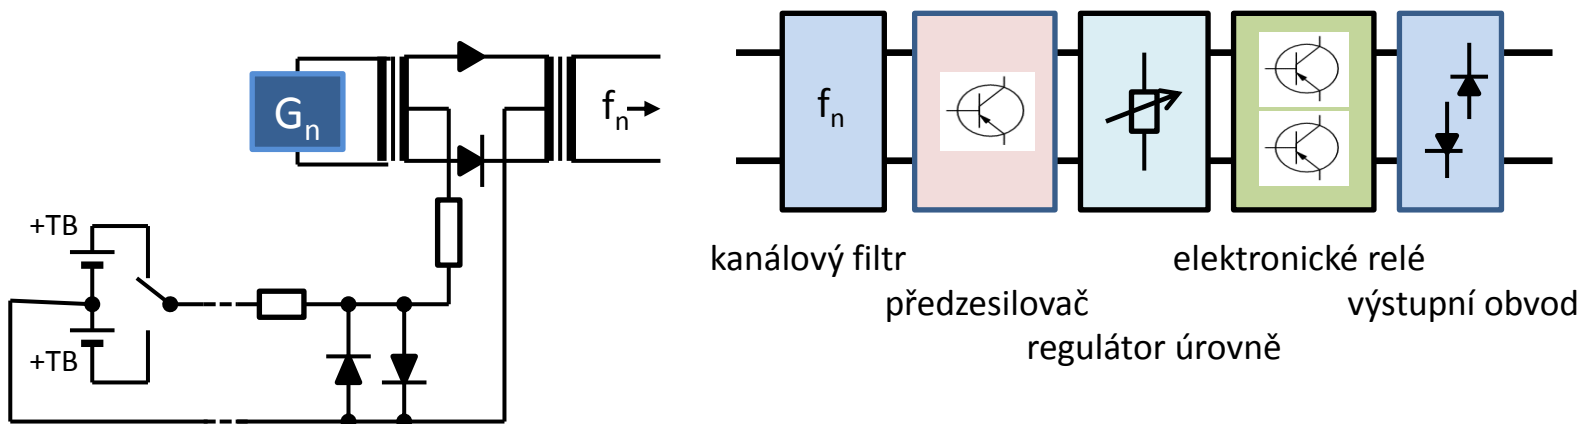 Gn
fn
+TB
+TB
fn
kanálový filtr
předzesilovač
regulátor úrovně
elektronické relé
výstupní obvod